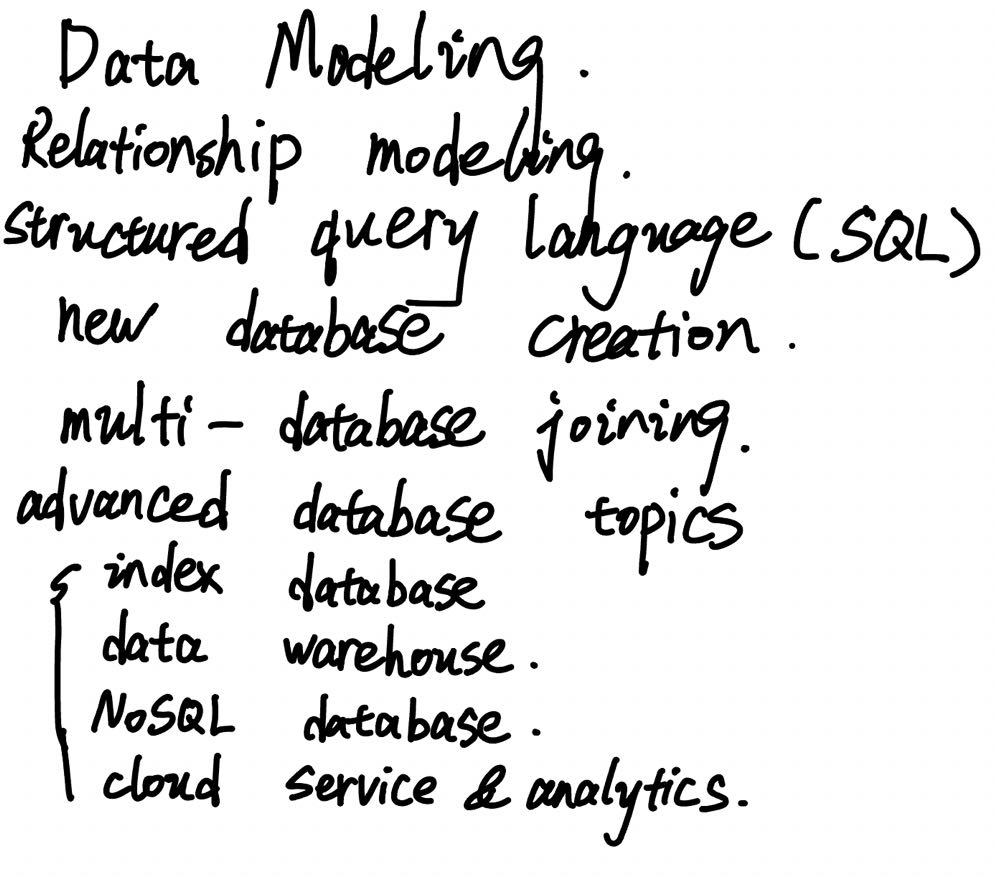 Data Modeling.
Relationship modeling.
structured query language (SQL)
new database creation.
multi-database joining.
advanced database topics
index database
data warehouse.
NoSQL database.
cloud service & analytics.